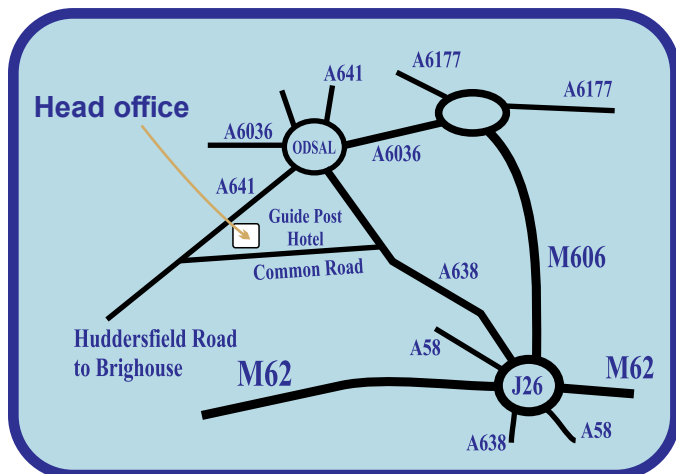 A6177
A641
A6177
Head office
A6036
ODSAL
A6036
A641
Guide Post
Hotel
Common Road
A638
M606
Huddersfield Road
to Brighouse
A58
M62
M62
J26
A638
A58